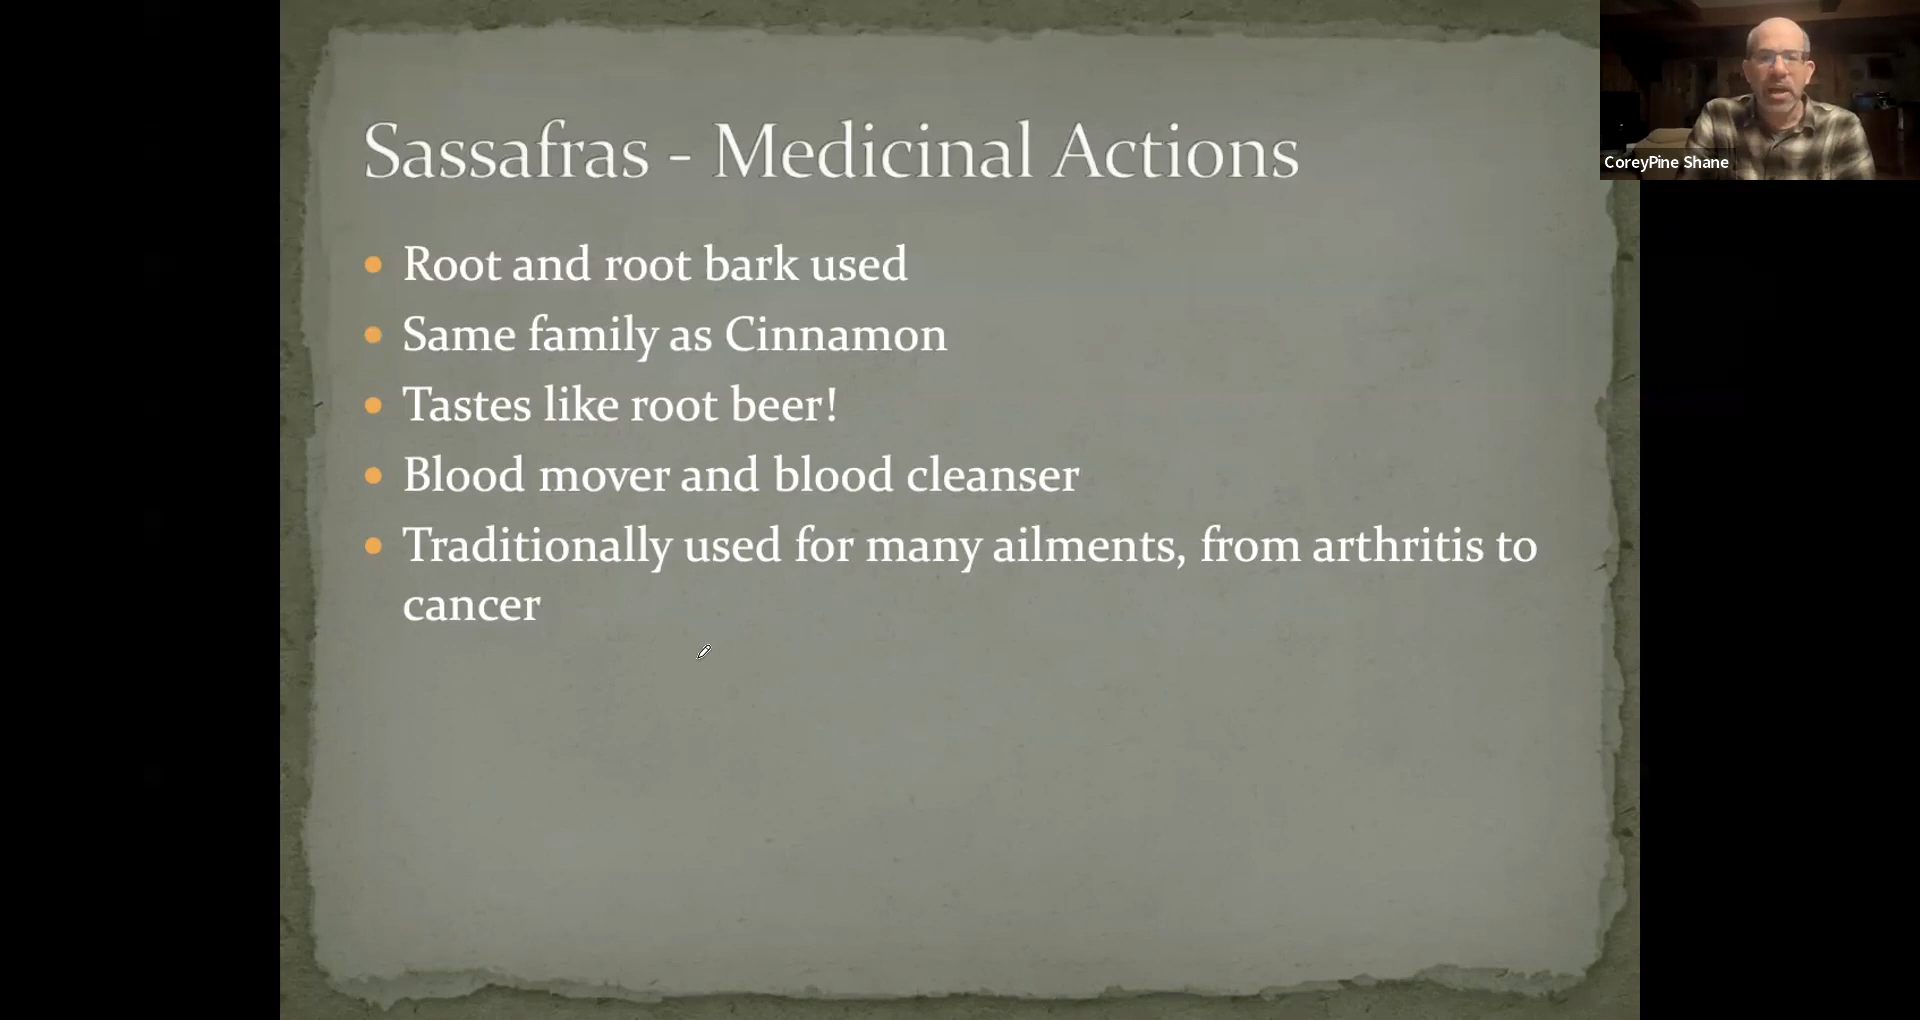 Sassafras - Medicinal Actions
Root and root bark used
Same family as Cinnamon
Tastes like root beer!
Blood mover and blood cleanser
Traditionally used for many ailments, from arthritis to
cancer
CoreyPine Shane